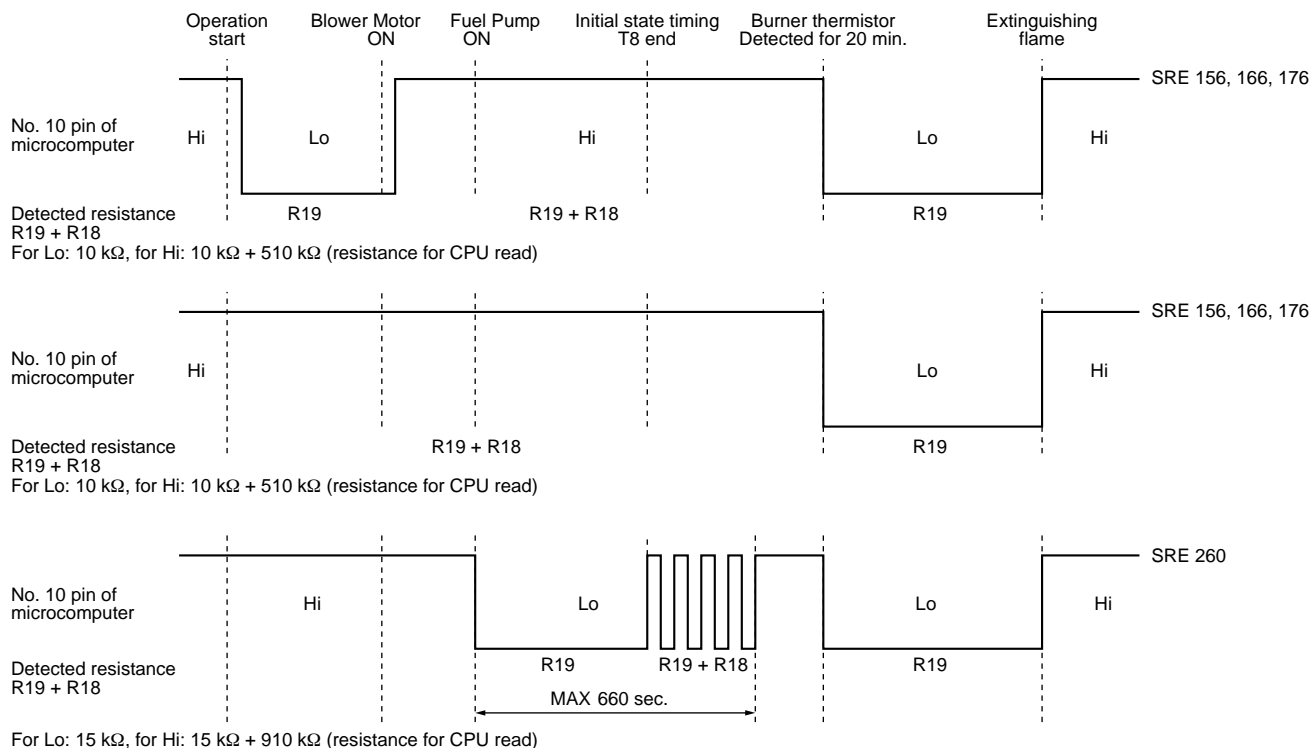 Operation start
Blower Motor ON
Fuel Pump ON
Initial state timing T8 end
Burner thermistor Detected for 20 min.
Extinguishing flame
SRE 156, 166, 176
No. 10 pin of
microcomputer
Hi
Lo
Hi
Lo
Hi
Detected resistance
R19 + R18
R19
R19 + R18
R19
For Lo: 10 kΩ, for Hi: 10 kΩ + 510 kΩ (resistance for CPU read)
SRE 156, 166, 176
No. 10 pin of
microcomputer
Hi
Lo
Hi
Detected resistance
R19 + R18
R19 + R18
R19
For Lo: 10 kΩ, for Hi: 10 kΩ + 510 kΩ (resistance for CPU read)
SRE 260
No. 10 pin of
microcomputer
Hi
Lo
Lo
Hi
Detected resistance
R19 + R18
R19
R19 + R18
R19
MAX 660 sec.
For Lo: 15 kΩ, for Hi: 15 kΩ + 910 kΩ (resistance for CPU read)